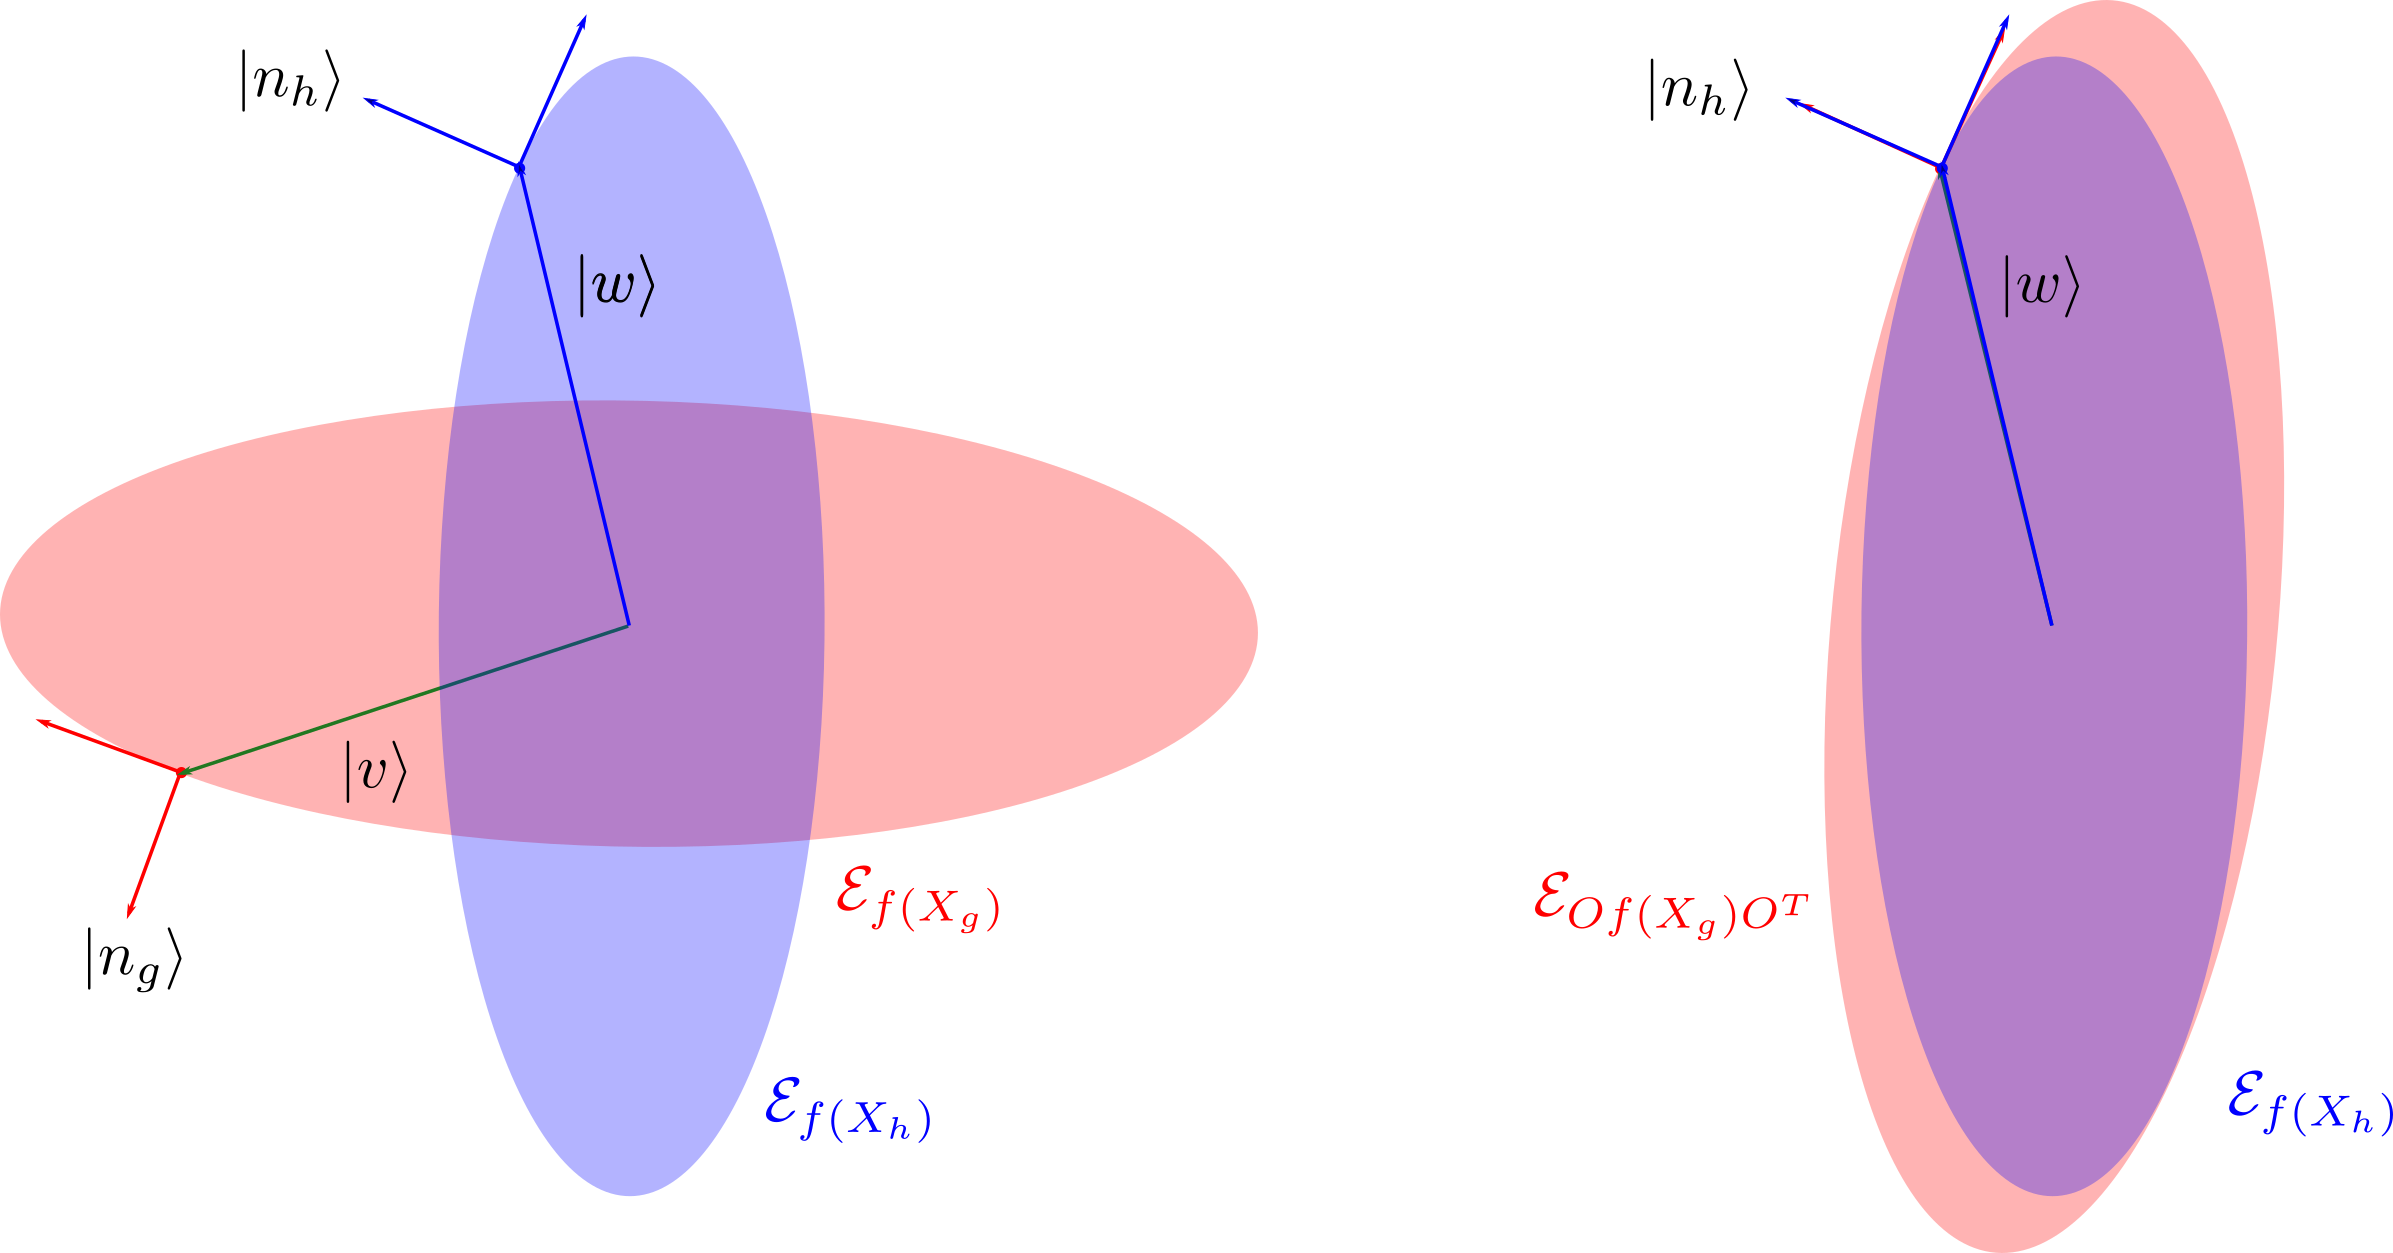 |n_h⟩
|w⟩
|v⟩
ℰ_{f(X_g)}
|n_g⟩
ℰ_{f(X_h)}
|n_h⟩
|w⟩
ℰ_{Of(X_g)O^T}
ℰ_{f(X_h)}